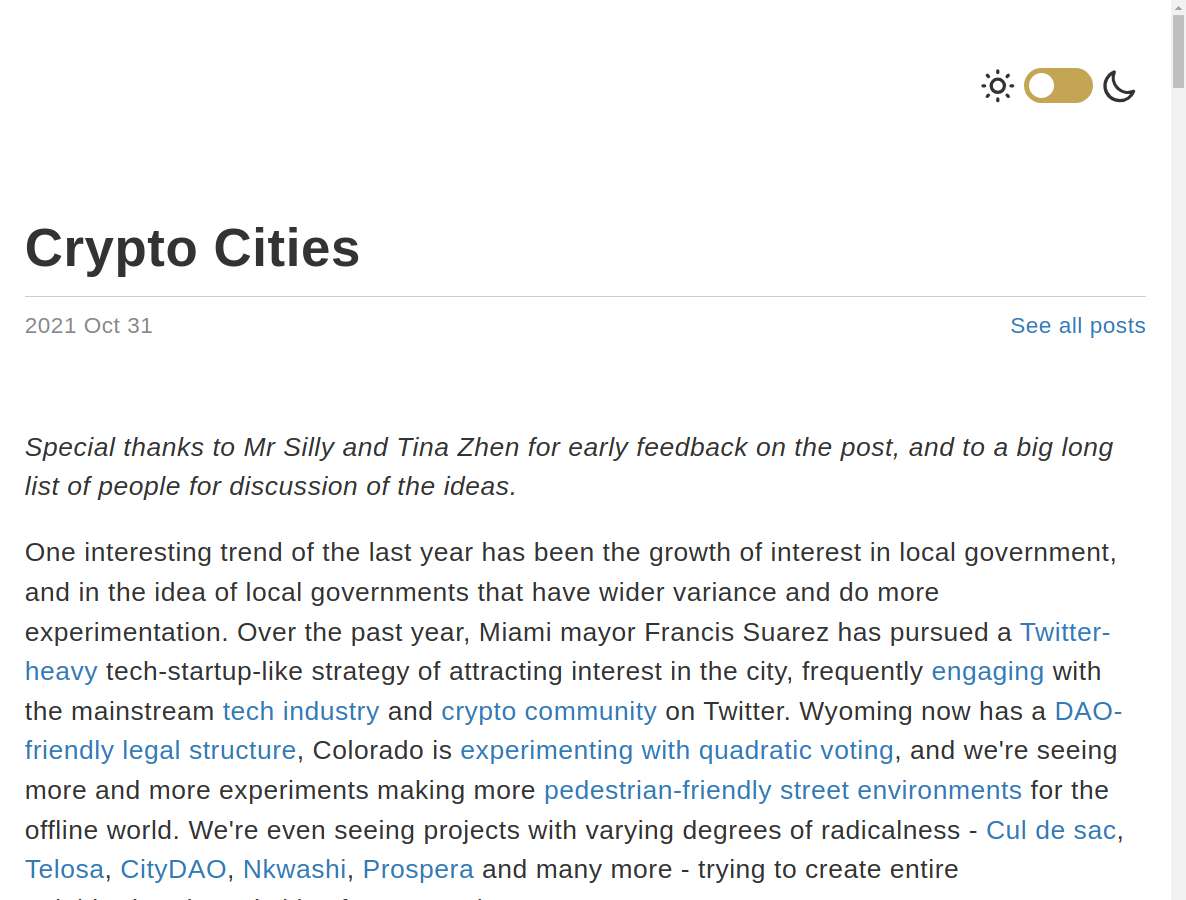 Crypto Cities
2021 Oct 31
See all posts
Special thanks to Mr Silly and Tina Zhen for early feedback on the post, and to a big long
list of people for discussion of the ideas.
One interesting trend of the last year has been the growth of interest in local government,
and in the idea of local governments that have wider variance and do more
experimentation. Over the past year, Miami mayor Francis Suarez has pursued a Twitter-
heavy tech-startup-like strategy of attracting interest in the city, frequently engaging with
the mainstream tech industry and crypto community on Twitter. Wyoming now has a DAO-
friendly legal structure, Colorado is experimenting with quadratic voting, and we're seeing
more and more experiments making more pedestrian-friendly street environments for the
offline world. We're even seeing projects with varying degrees of radicalness - Cul de sac,
Telosa, CityDAO, Nkwashi, Prospera and many more - trying to create entire